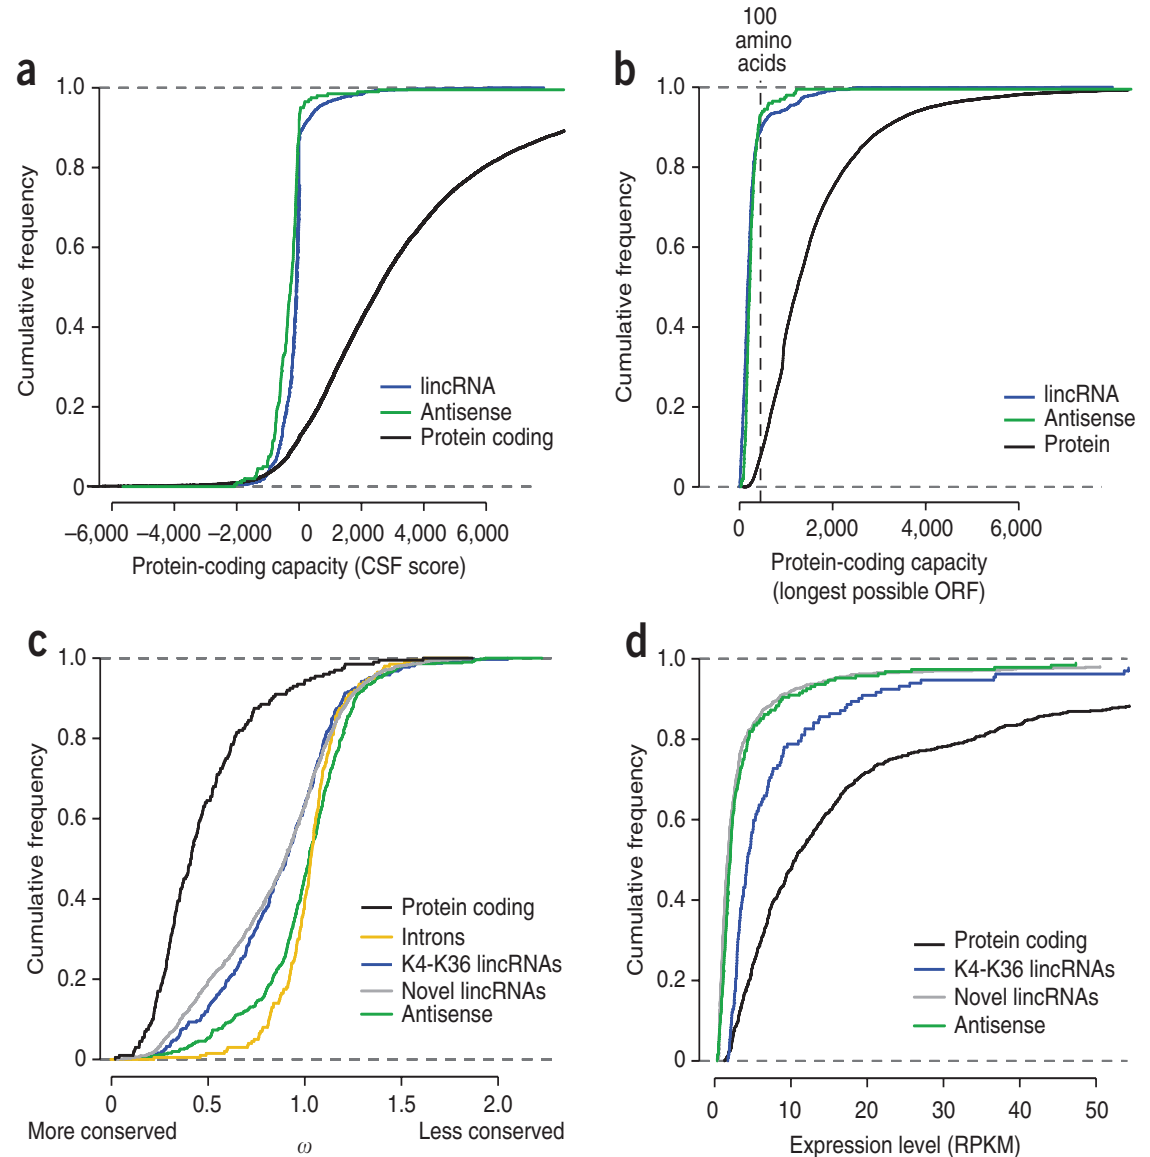 a
1.0
0.8
0.6
0.4
0.2
0
Cumulative frequency
lincRNA
Antisense
Protein coding
–6,000 –4,000 –2,000 0 2,000 4,000 6,000
Protein-coding capacity (CSF score)
b
100
amino
acids
1.0
0.8
0.6
0.4
0.2
0
Cumulative frequency
lincRNA
Antisense
Protein
0 2,000 4,000 6,000
Protein-coding capacity
(longest possible ORF)
c
1.0
0.8
0.6
0.4
0.2
0
Cumulative frequency
Protein coding
Introns
K4-K36 lincRNAs
Novel lincRNAs
Antisense
0 0.5 1.0 1.5 2.0
More conserved Less conserved
ω
d
1.0
0.8
0.6
0.4
0.2
0
Cumulative frequency
Protein coding
K4-K36 lincRNAs
Novel lincRNAs
Antisense
0 10 20 30 40 50
Expression level (RPKM)